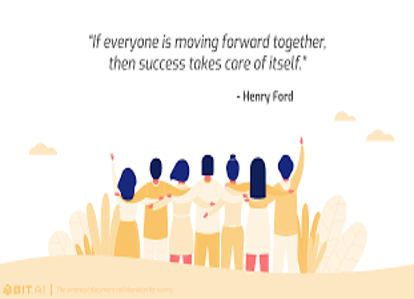 “If everyone is moving forward together,
then success takes care of itself."
- Henry Ford
BIT AI